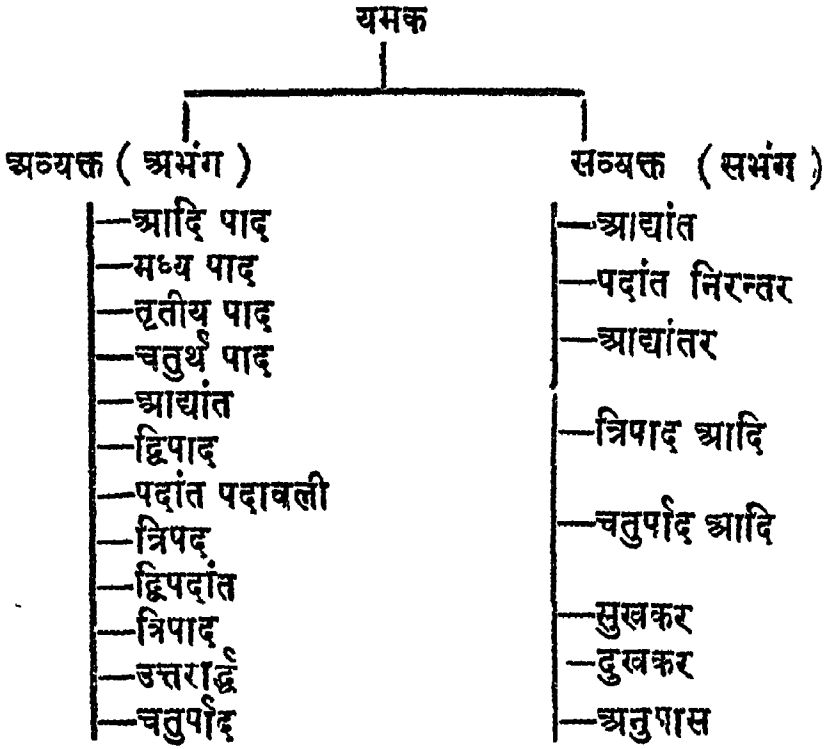 यमक
अव्यक्त ( अभंग )
आदि पाद
मध्य पाद
तृतीय पाद
चतुर्थ पाद
आद्यांत
द्विपाद
पदांत पदावली
त्रिपद
द्विपदांत
त्रिपाद
उत्तरार्द्ध
चतुर्पाद
सव्यक्त ( सभंग )
आद्यांत
पदांत निरन्तर
आद्यांतर
त्रिपाद आदि
चतुर्पाद आदि
सुखकर
दुखकर
अनुपास